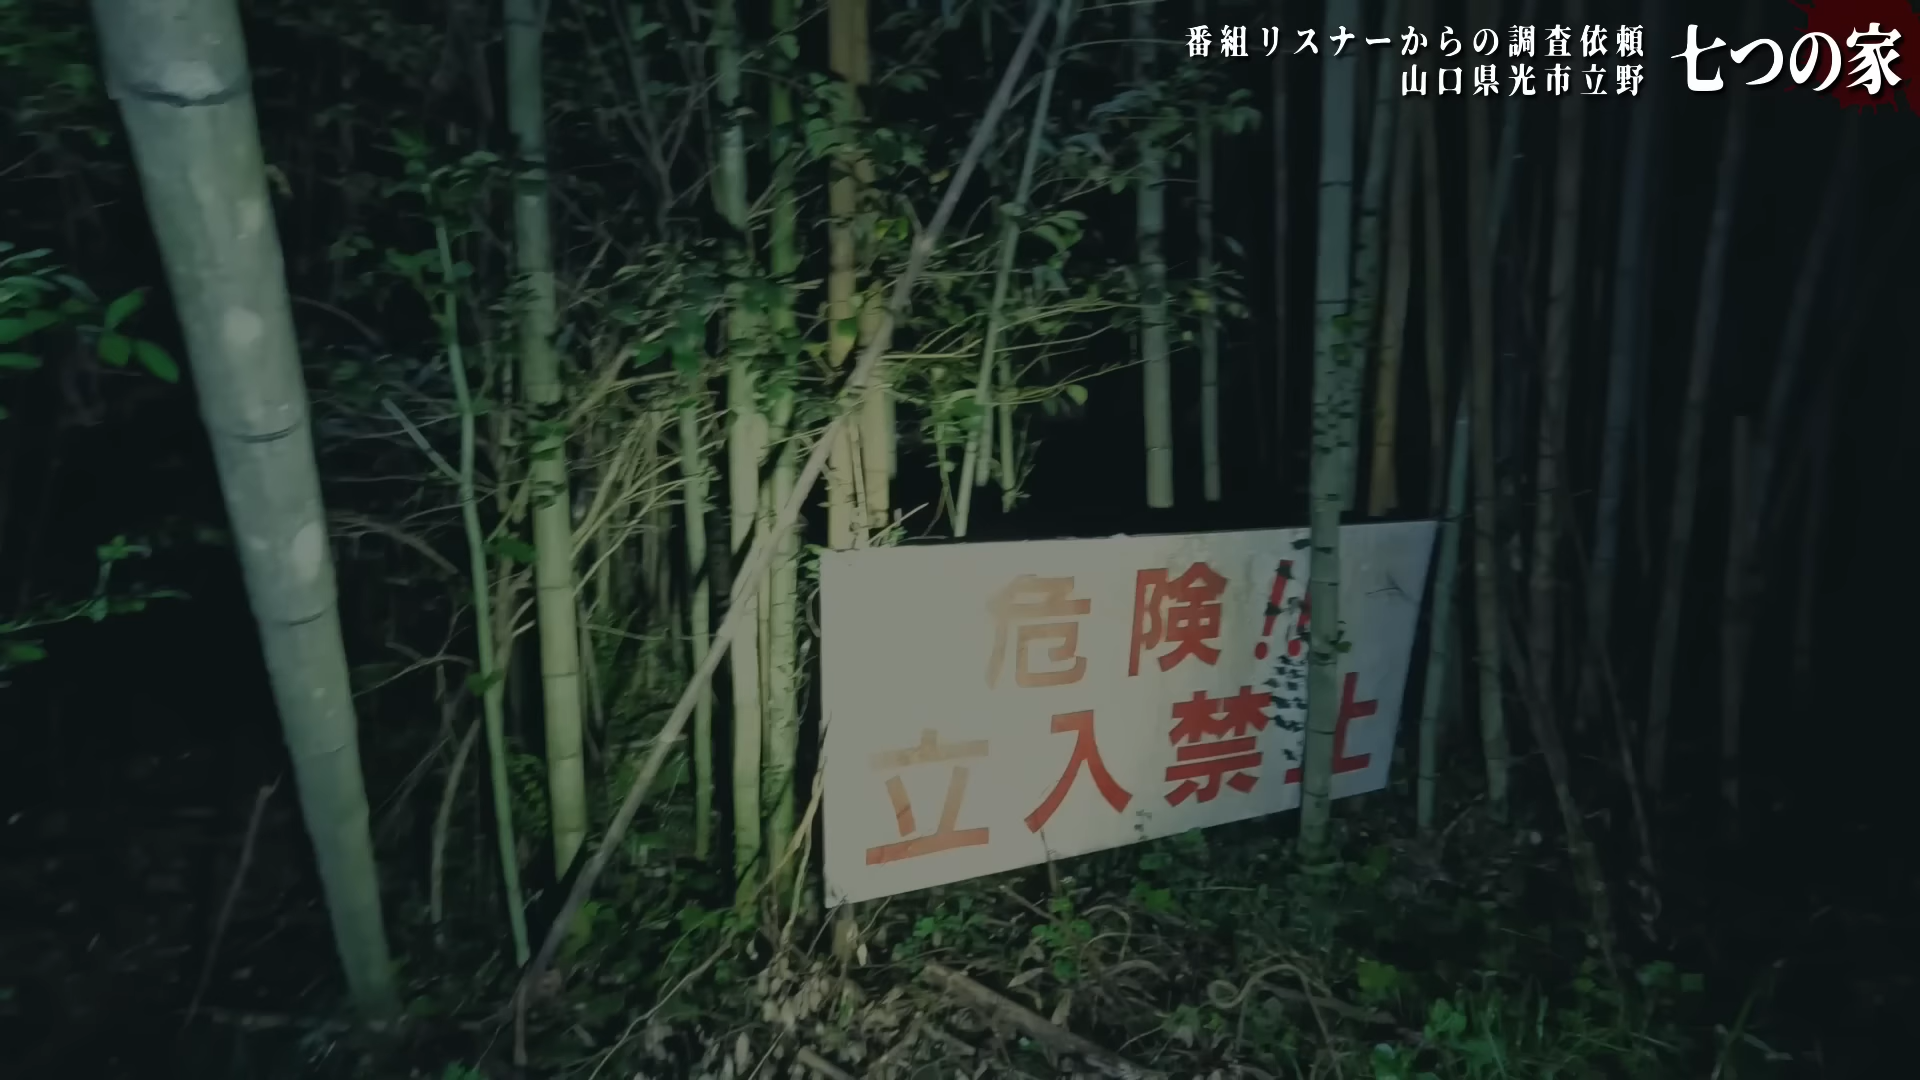 番組リスナーからの調査依頼
山口県光市立野
七つの家
危険!!
立入禁止